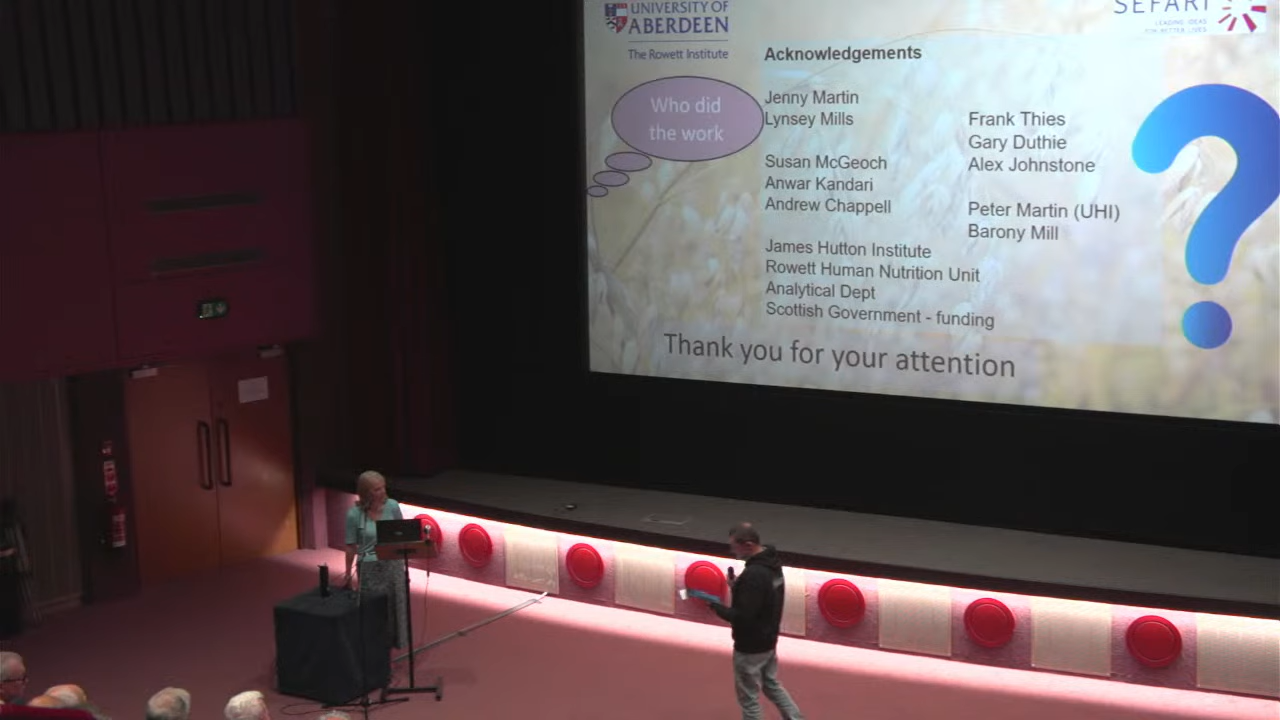 UNIVERSITY OF
ABERDEEN
The Rowett Institute
SEFARI
LEADING IDEAS
FOR BETTER LIVES
Acknowledgements
Who did
the work
Jenny Martin
Lynsey Mills
Susan McGeoch
Anwar Kandari
Andrew Chappell
James Hutton Institute
Rowett Human Nutrition Unit
Analytical Dept
Scottish Government - funding
Frank Thies
Gary Duthie
Alex Johnstone
Peter Martin (UHI)
Barony Mill
?
Thank you for your attention